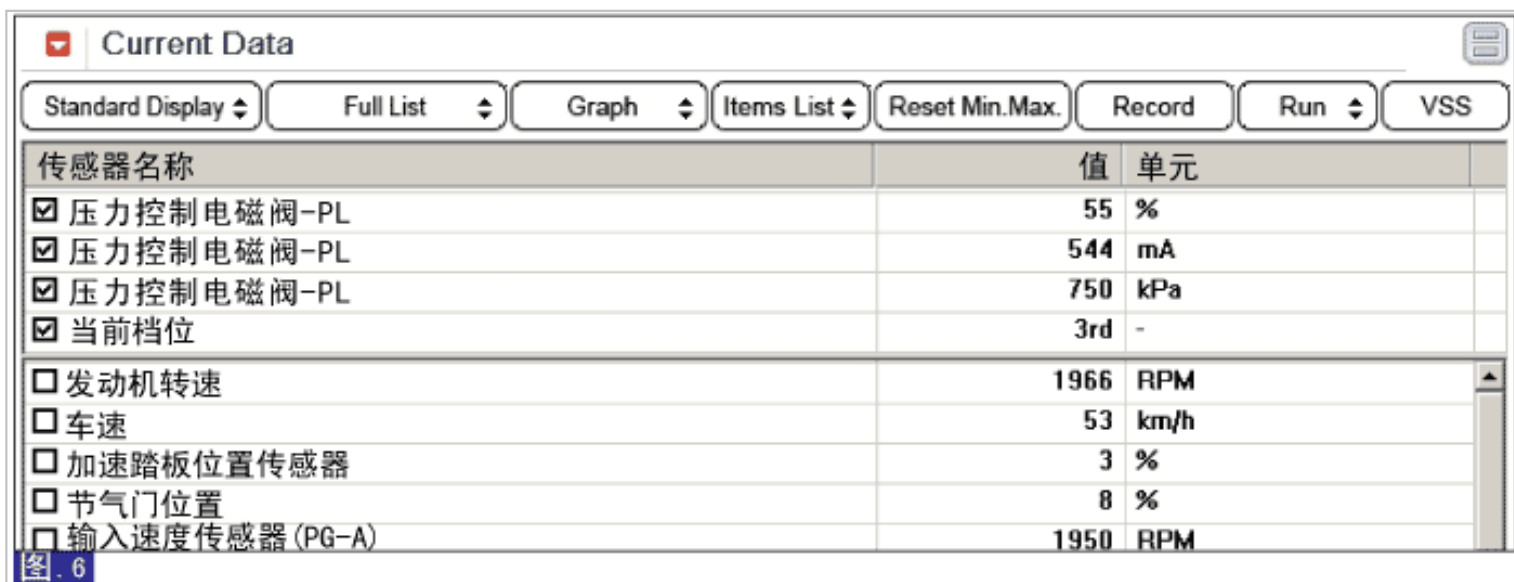 Current Data
Standard Display Full List Graph Items List Reset Min.Max. Record Run VSS
传感器名称 值 单元
压力控制电磁阀-PL 55 %
压力控制电磁阀-PL 544 mA
压力控制电磁阀-PL 750 kPa
当前档位 3rd -
发动机转速 1966 RPM
车速 53 km/h
加速踏板位置传感器 3 %
节气门位置 8 %
输入速度传感器(PG-A) 1950 RPM
图.6